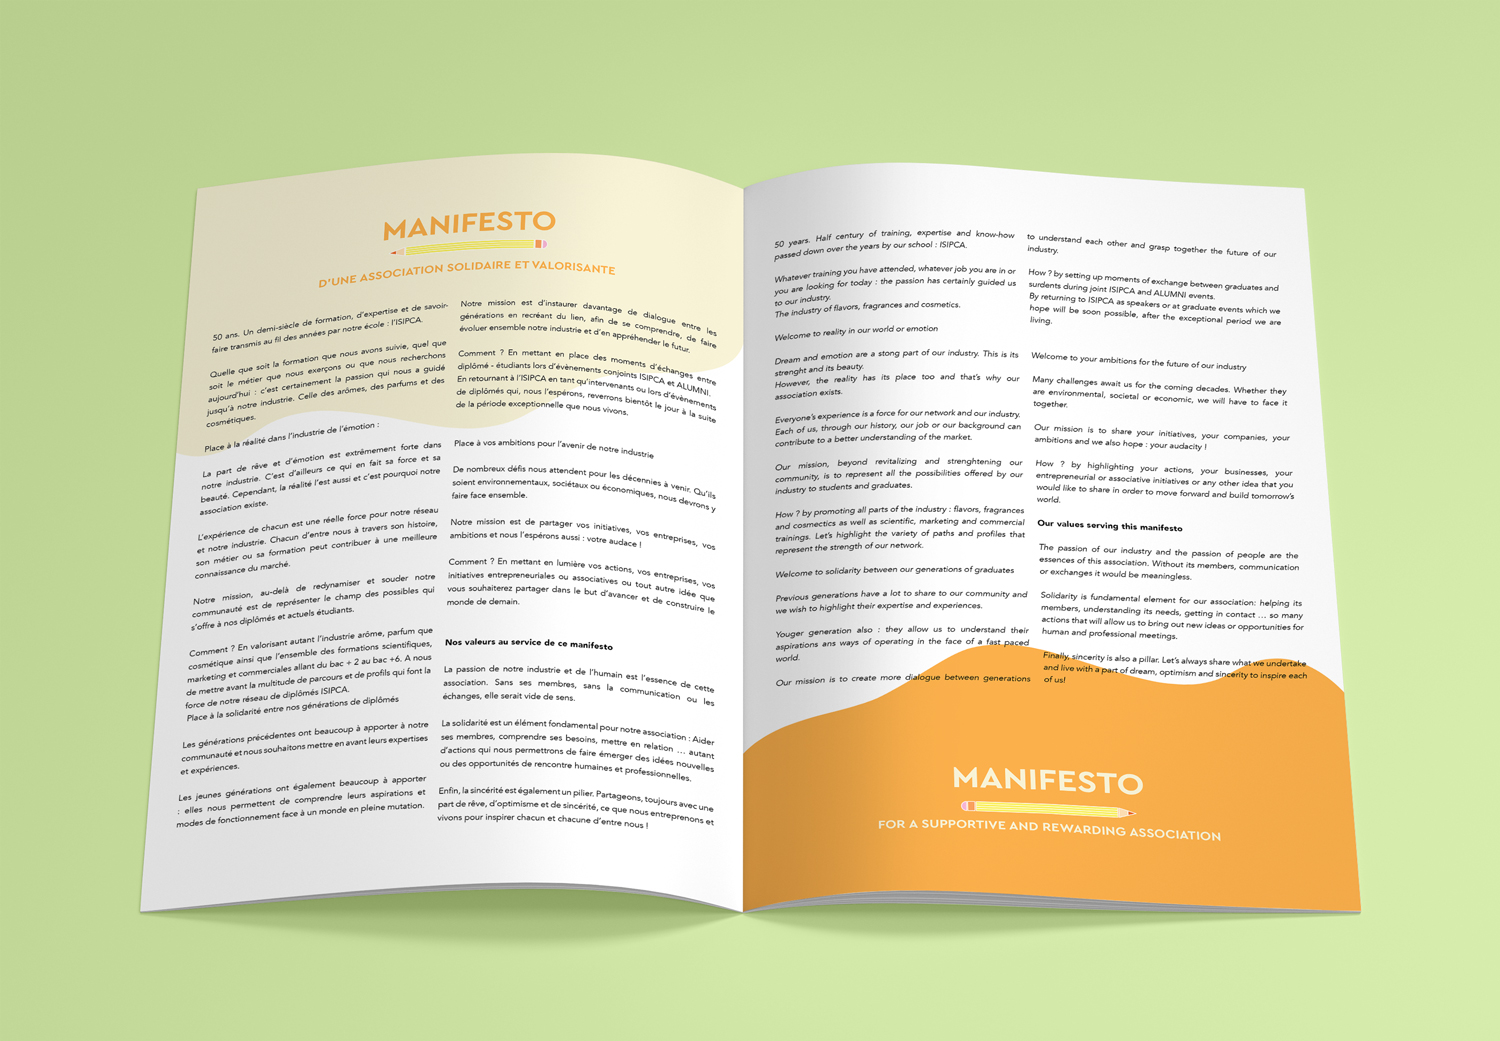 MANIFESTO
D'UNE ASSOCIATION SOLIDAIRE ET VALORISANTE
50 ans. Un demi-siècle de formation, d'expertise et de savoir-
faire transmis au fil des années par notre école : l'ISIPCA.
Quelle que soit la formation que nous avons suivie, quel que
soit le métier que nous exerçons ou que nous recherchons
aujourd'hui : c'est certainement la passion qui nous a guidé
jusqu'à notre industrie. Celle des arômes, des parfums et des
cosmétiques.
Place à la réalité dans l'industrie de l'émotion :
La part de rêve et d'émotion est extrêmement forte dans
notre industrie. C'est d'ailleurs ce qui en fait sa force et sa
beauté. Cependant, la réalité l'est aussi et c'est pourquoi notre
association existe.
L'expérience de chacun est une réelle force pour notre réseau
et notre industrie. Chacun d'entre nous à travers son histoire,
son métier ou sa formation peut contribuer à une meilleure
connaissance du marché.
Notre mission, au-delà de redynamiser et souder notre
communauté est de représenter le champ des possibles qui
s'offre à nos diplômés et actuels étudiants.
Comment ? En valorisant autant l'industrie arôme, parfum que
cosmétique ainsi que l'ensemble des formations scientifiques,
marketing et commerciales allant du bac + 2 au bac +6. A nous
de mettre avant la multitude de parcours et de profils qui font la
force de notre réseau de diplômés ISIPCA.
Place à la solidarité entre nos générations de diplômés
Les générations précédentes ont beaucoup à apporter à notre
communauté et nous souhaitons mettre en avant leurs expertises
et expériences.
Les jeunes générations ont également beaucoup à apporter
: elles nous permettent de comprendre leurs aspirations et
modes de fonctionnement face à un monde en pleine mutation.
Notre mission est d'instaurer davantage de dialogue entre les
générations en recréant du lien, afin de se comprendre, de faire
évoluer ensemble notre industrie et d'en appréhender le futur.
Comment ? En mettant en place des moments d'échanges entre
diplômé - étudiants lors d'évènements conjoints ISIPCA et ALUMNI.
En retournant à l'ISIPCA en tant qu'intervenants ou lors d'évènements
de diplômés qui, nous l'espérons, reverrons bientôt le jour à la suite
de la période exceptionnelle que nous vivons.
Place à vos ambitions pour l'avenir de notre industrie
De nombreux défis nous attendent pour les décennies à venir. Qu'ils
soient environnementaux, sociétaux ou économiques, nous devrons y
faire face ensemble.
Notre mission est de partager vos initiatives, vos entreprises, vos
ambitions et nous l'espérons aussi : votre audace !
Comment ? En mettant en lumière vos actions, vos entreprises, vos
initiatives entrepreneuriales ou associatives ou tout autre idée que
vous souhaiterez partager dans le but d'avancer et de construire le
monde de demain.
Nos valeurs au service de ce manifesto
La passion de notre industrie et de l'humain est l'essence de cette
association. Sans ses membres, sans la communication ou les
échanges, elle serait vide de sens.
La solidarité est un élément fondamental pour notre association : Aider
ses membres, comprendre ses besoins, mettre en relation ... autant
d'actions qui nous permettrons de faire émerger des idées nouvelles
ou des opportunités de rencontre humaines et professionnelles.
Enfin, la sincérité est également un pilier. Partageons, toujours avec une
part de rêve, d'optimisme et de sincérité, ce que nous entreprenons et
vivons pour inspirer chacun et chacune d'entre nous !
50 years. Half century of training, expertise and know-how
passed down over the years by our school : ISIPCA.
Whatever training you have attended, whatever job you are in or
you are looking for today : the passion has certainly guided us
to our industry.
The industry of flavors, fragrances and cosmetics.
Welcome to reality in our world or emotion
Dream and emotion are a stong part of our industry. This is its
strenght and its beauty.
However, the reality has its place too and that's why our
association exists.
Everyone's experience is a force for our network and our industry.
Each of us, through our history, our job or our background can
contribute to a better understanding of the market.
Our mission, beyond revitalizing and strenghtening our
community, is to represent all the possibilities offered by our
industry to students and graduates.
How ? by promoting all parts of the industry : flavors, fragrances
and cosmectics as well as scientific, marketing and commercial
trainings. Let's highlight the variety of paths and profiles that
represent the strength of our network.
Welcome to solidarity between our generations of graduates
Previous generations have a lot to share to our community and
we wish to highlight their expertise and experiences.
Youger generation also : they allow us to understand their
aspirations ans ways of operating in the face of a fast paced
world.
Our mission is to create more dialogue between generations
to understand each other and grasp together the future of our
industry.
How ? by setting up moments of exchange between graduates and
surdents during joint ISIPCA and ALUMNI events.
By returning to ISIPCA as speakers or at graduate events which we
hope will be soon possible, after the exceptional period we are
living.
Welcome to your ambitions for the future of our industry
Many challenges await us for the coming decades. Whether they
are environmental, societal or economic, we will have to face it
together.
Our mission is to share your initiatives, your companies, your
ambitions and we also hope : your audacity !
How ? by highlighting your actions, your businesses, your
entrepreneurial or associative initiatives or any other idea that you
would like to share in order to move forward and build tomorrow's
world.
Our values serving this manifesto
The passion of our industry and the passion of people are the
essences of this association. Without its members, communication
or exchanges it would be meaningless.
Solidarity is fundamental element for our association: helping its
members, understanding its needs, getting in contact ... so many
actions that will allow us to bring out new ideas or opportunities for
human and professional meetings.
Finally, sincerity is also a pillar. Let's always share what we undertake
and live with a part of dream, optimism and sincerity to inspire each
of us!
MANIFESTO
FOR A SUPPORTIVE AND REWARDING ASSOCIATION